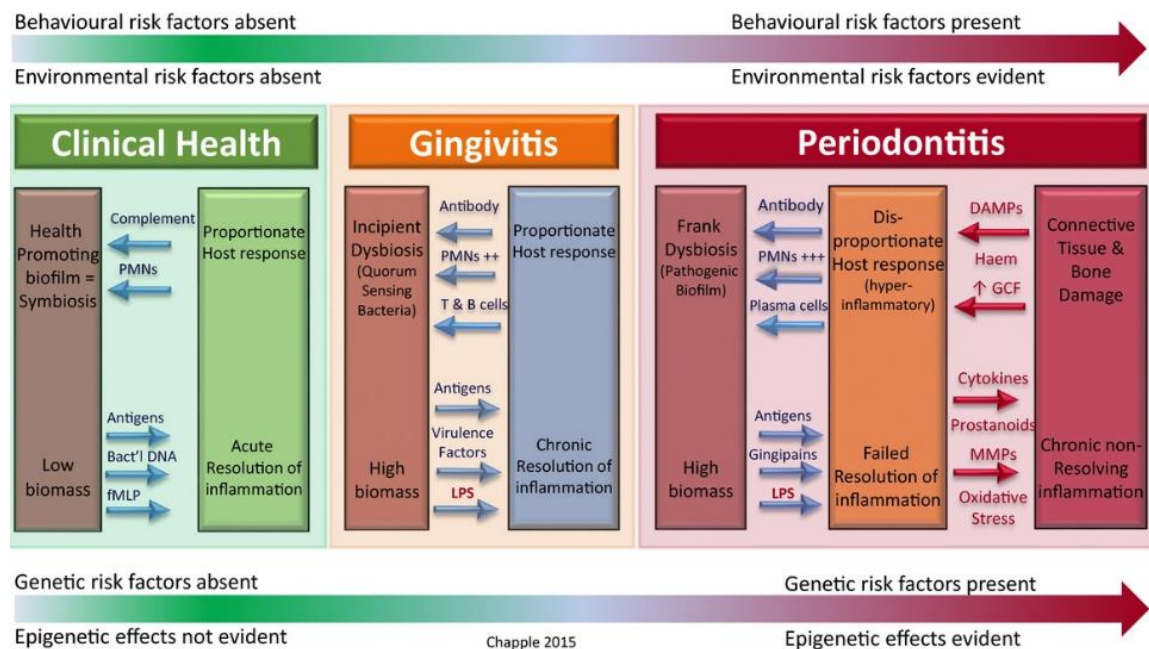 Behavioural risk factors absent
Behavioural risk factors present
Environmental risk factors absent
Environmental risk factors evident
Clinical Health
Health
Promoting
biofilm =
Symbiosis
Low
biomass
Complement
PMNs
Antigens
Bact'l DNA
fMLP
Proportionate
Host response
Acute
Resolution of
inflammation
Gingivitis
Incipient
Dysbiosis
(Quorum
Sensing
Bacteria)
High
biomass
Antibody
PMNs ++
T & B cells
Antigens
Virulence
Factors
LPS
Proportionate
Host response
Chronic
Resolution of
inflammation
Periodontitis
Frank
Dysbiosis
(Pathogenic
Biofilm)
High
biomass
Antibody
PMNs +++
Plasma cells
Antigens
Gingipains
LPS
Dis-
proportionate
Host response
(hyper-
inflammatory)
Failed
Resolution of
inflammation
DAMPs
Haem
↑ GCF
Cytokines
Prostanoids
MMPs
Oxidative
Stress
Connective
Tissue &
Bone
Damage
Chronic non-
Resolving
inflammation
Genetic risk factors absent
Genetic risk factors present
Epigenetic effects not evident
Chapple 2015
Epigenetic effects evident